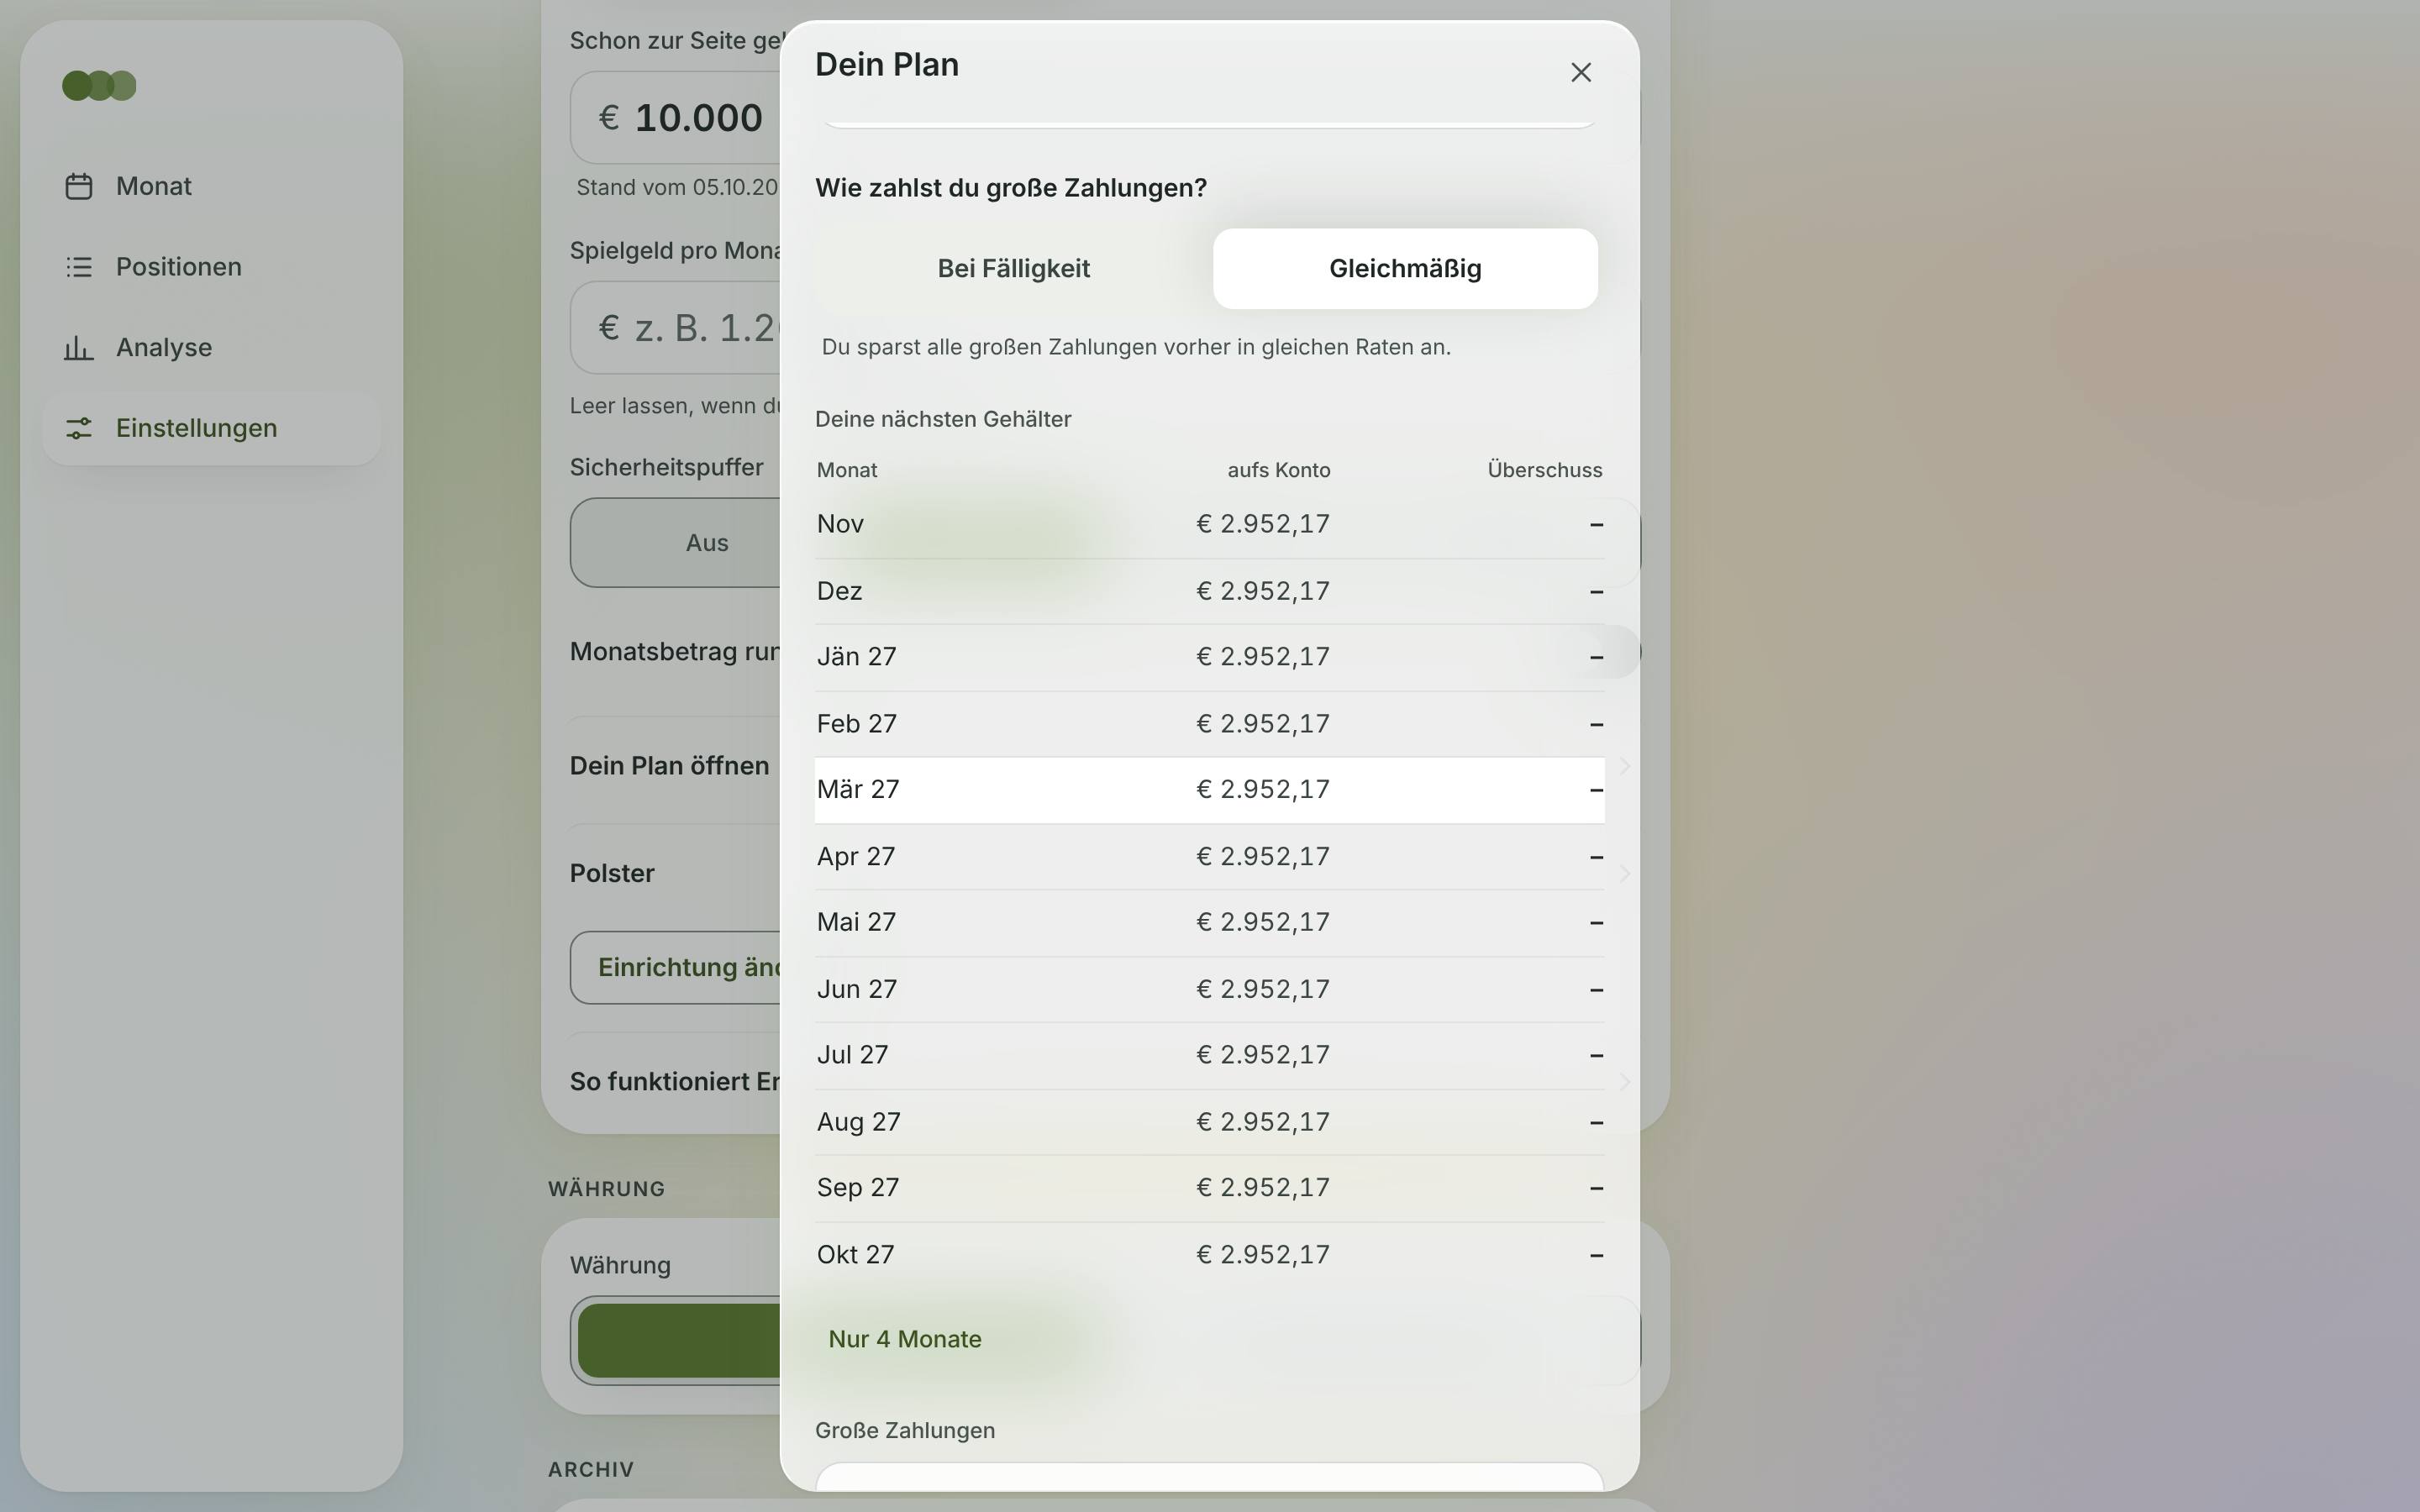 Monat
Positionen
Analyse
Einstellungen
Schon zur Seite
€ 10.000
Stand vom 05.10.20
Spielgeld pro
€ z. B.
Leer lassen, wenn
Sicherheitspuffer
Aus
Monatsbetrag
Dein Plan öffnen
Polster
Einrichtung
So funktioniert
WÄHRUNG
Währung
ARCHIV
Dein Plan
Wie zahlst du große Zahlungen?
Bei Fälligkeit
Gleichmäßig
Du sparst alle großen Zahlungen vorher in gleichen Raten an.
Deine nächsten Gehälter
Monat aufs Konto Überschuss
Nov € 2.952,17 –
Dez € 2.952,17 –
Jän 27 € 2.952,17 –
Feb 27 € 2.952,17 –
Mär 27 € 2.952,17 –
Apr 27 € 2.952,17 –
Mai 27 € 2.952,17 –
Jun 27 € 2.952,17 –
Jul 27 € 2.952,17 –
Aug 27 € 2.952,17 –
Sep 27 € 2.952,17 –
Okt 27 € 2.952,17 –
Nur 4 Monate
Große Zahlungen